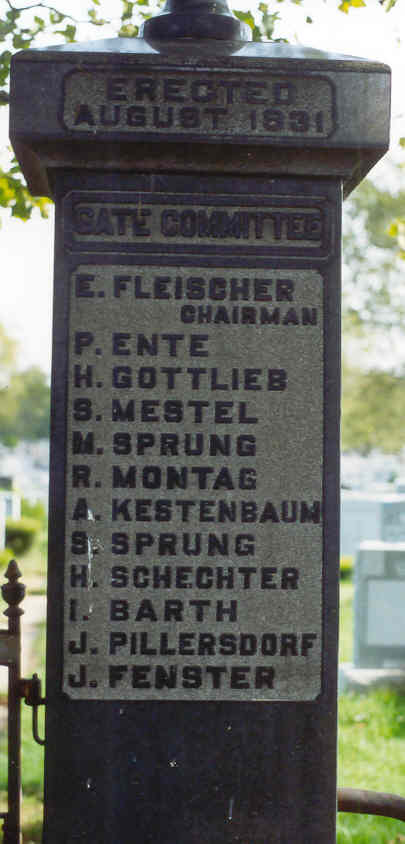 ERECTED
AUGUST 1931
GATE COMMITTEE
E. FLEISCHER
CHAIRMAN
P. ENTE
H. GOTTLIEB
S. MESTEL
M. SPRUNG
R. MONTAG
A. KESTENBAUM
S. SPRUNG
H. SCHECHTER
I. BARTH
J. PILLERSDORF
J. FENSTER